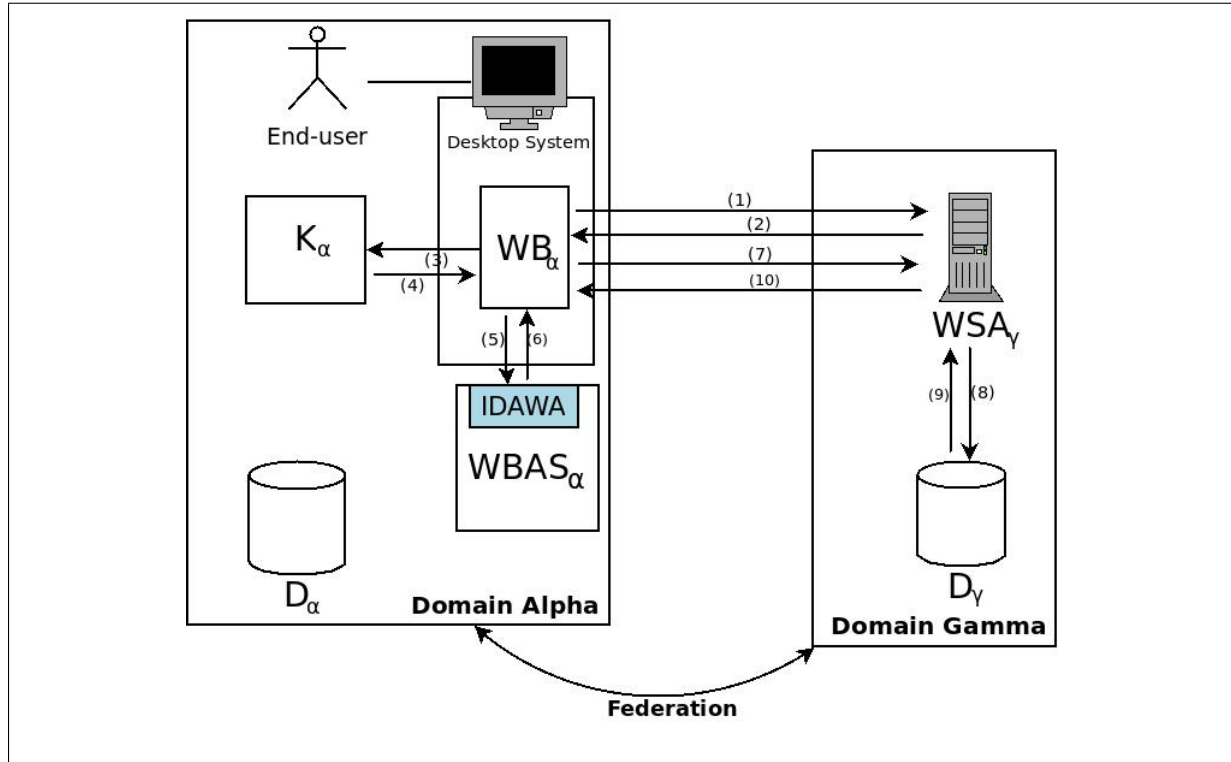 End-user
Desktop System
(1)
(2)
Kα
WBα
(3)
(4)
(7)
(10)
WSAγ
(5)
(6)
IDAWA
(9)
(8)
WBASα
Dα
Dγ
Domain Alpha
Domain Gamma
Federation